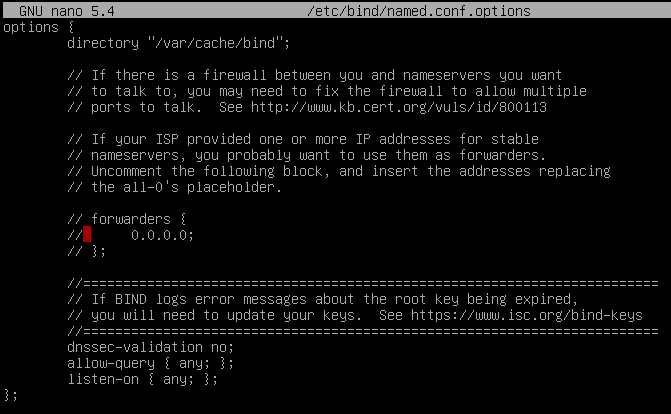 GNU nano 5.4 /etc/bind/named.conf.options
options {
directory "/var/cache/bind";
// If there is a firewall between you and nameservers you want
// to talk to, you may need to fix the firewall to allow multiple
// ports to talk.  See http://www.kb.cert.org/vuls/id/800113
// If your ISP provided one or more IP addresses for stable
// nameservers, you probably want to use them as forwarders.
// Uncomment the following block, and insert the addresses replacing
// the all-0's placeholder.
// forwarders {
//      0.0.0.0;
// };
//========================================================================
// If BIND logs error messages about the root key being expired,
// you will need to update your keys.  See https://www.isc.org/bind-keys
//========================================================================
dnssec-validation no;
allow-query { any; };
listen-on { any; };
};